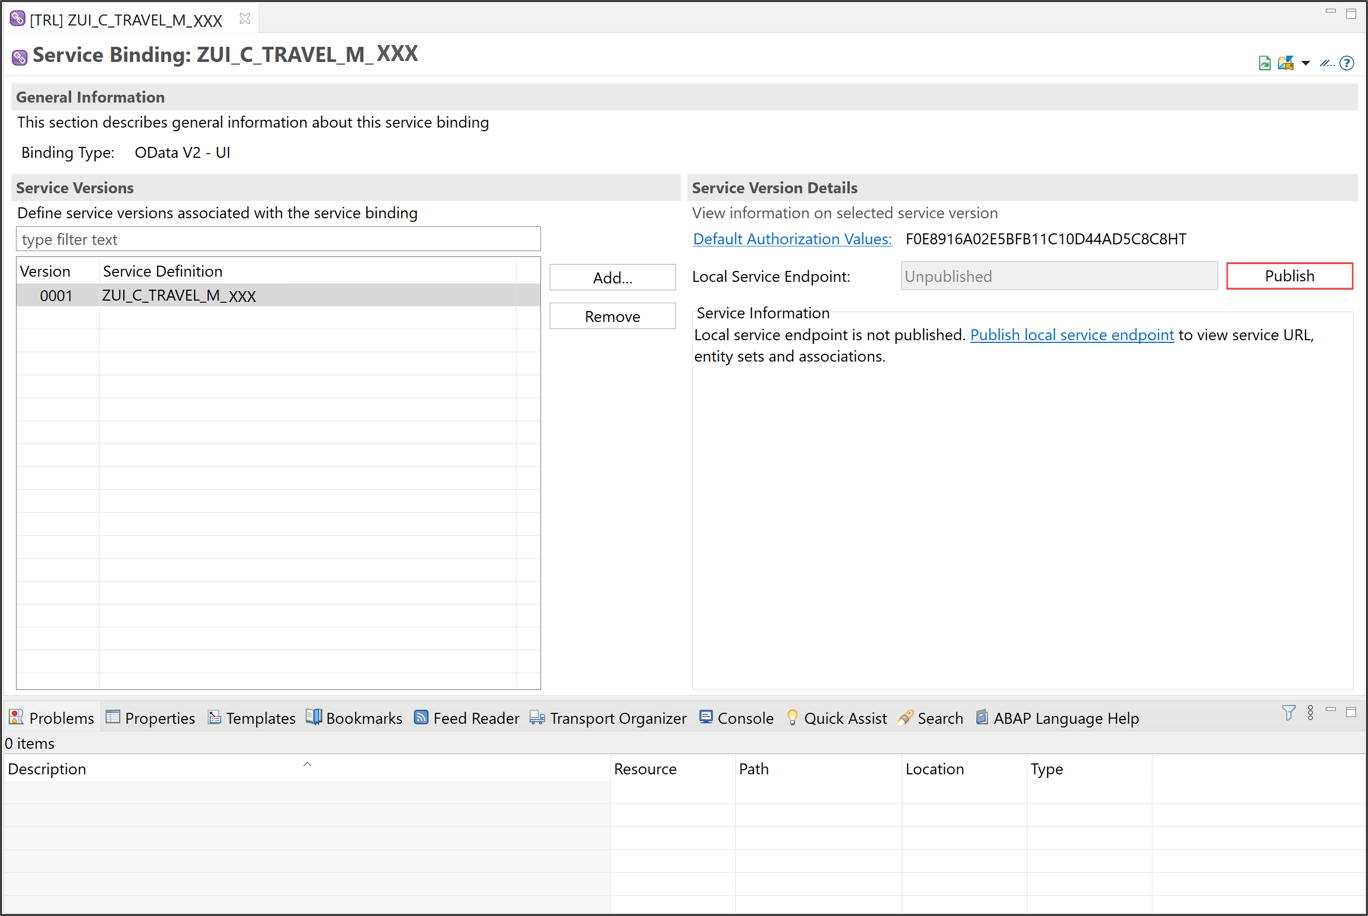 [TRL] ZUI_C_TRAVEL_M_XXX
Service Binding: ZUI_C_TRAVEL_M_XXX
General Information
This section describes general information about this service binding
Binding Type: OData V2 - UI
Service Versions
Define service versions associated with the service binding
type filter text
Version Service Definition
0001 ZUI_C_TRAVEL_M_XXX
Add...
Remove
Service Version Details
View information on selected service version
Default Authorization Values: F0E8916A02E5BFB11C10D44AD5C8C8HT
Local Service Endpoint: Unpublished Publish
Service Information
Local service endpoint is not published. Publish local service endpoint to view service URL,
entity sets and associations.
Problems Properties Templates Bookmarks Feed Reader Transport Organizer Console Quick Assist Search ABAP Language Help
0 items
Description Resource Path Location Type